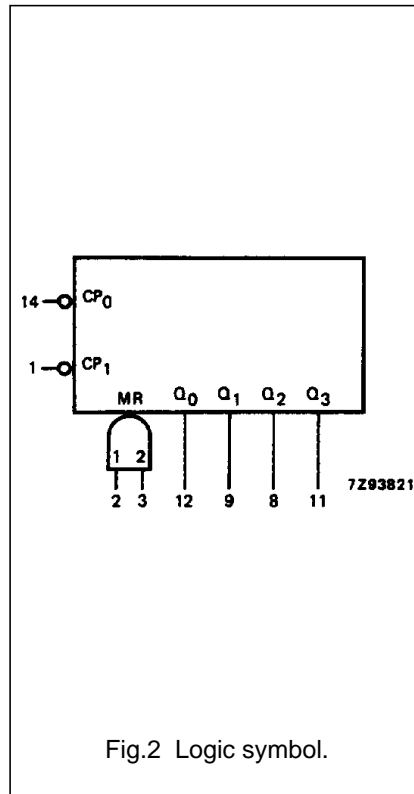 14 CP0
1 CP1
MR Q0 Q1 Q2 Q3
1 2
2 3 12 9 8 11
7Z93821
Fig.2 Logic symbol.